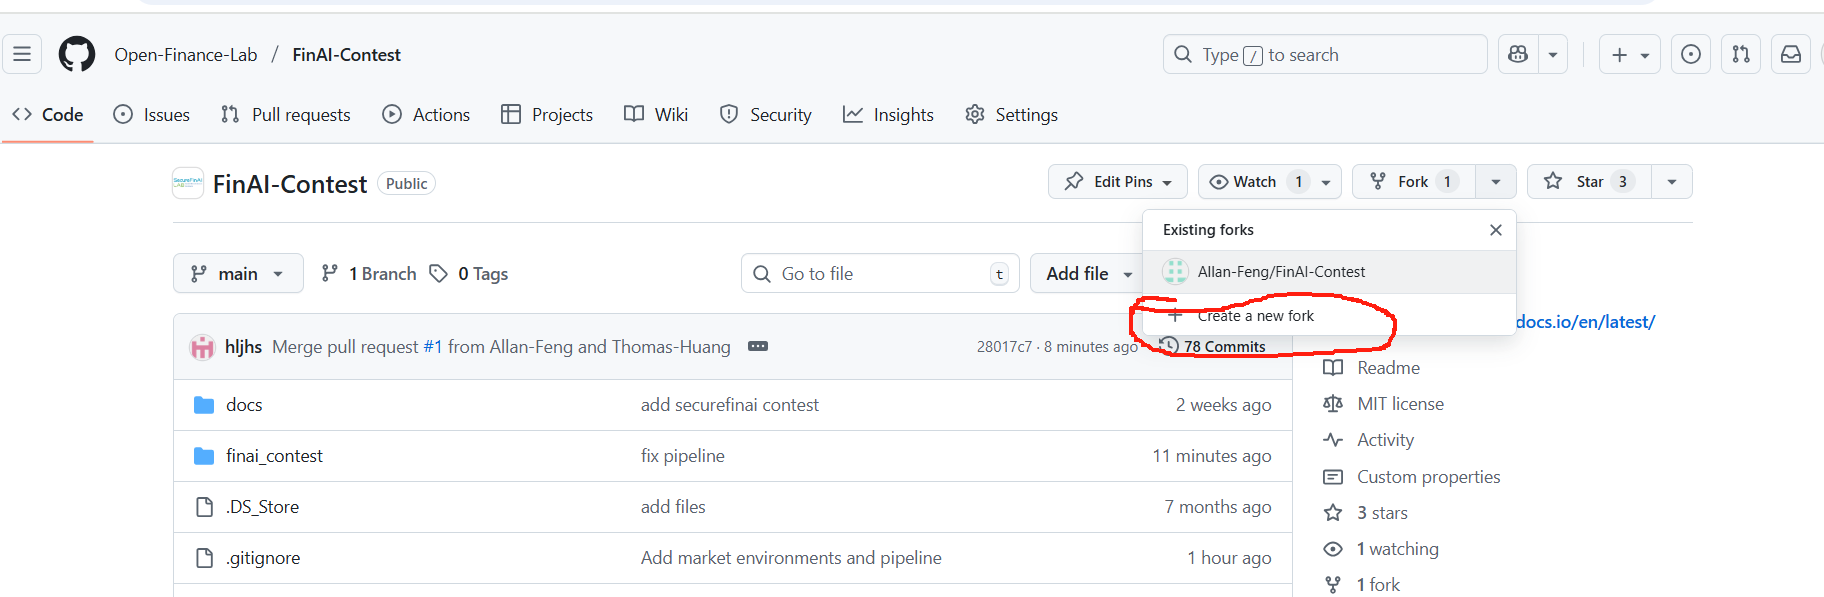 Open-Finance-Lab / FinAI-Contest
Type / to search
Code Issues Pull requests Actions Projects Wiki Security Insights Settings
FinAI-Contest Public
Edit Pins Watch 1 Fork 1 Star 3
Existing forks
Allan-Feng/FinAI-Contest
Create a new fork
main 1 Branch 0 Tags
Go to file t
Add file
docs.io/en/latest/
hljhs Merge pull request #1 from Allan-Feng and Thomas-Huang 28017c7 · 8 minutes ago 78 Commits
docs add securefinai contest 2 weeks ago
finai_contest fix pipeline 11 minutes ago
.DS_Store add files 7 months ago
.gitignore Add market environments and pipeline 1 hour ago
Readme
MIT license
Activity
Custom properties
3 stars
1 watching
1 fork